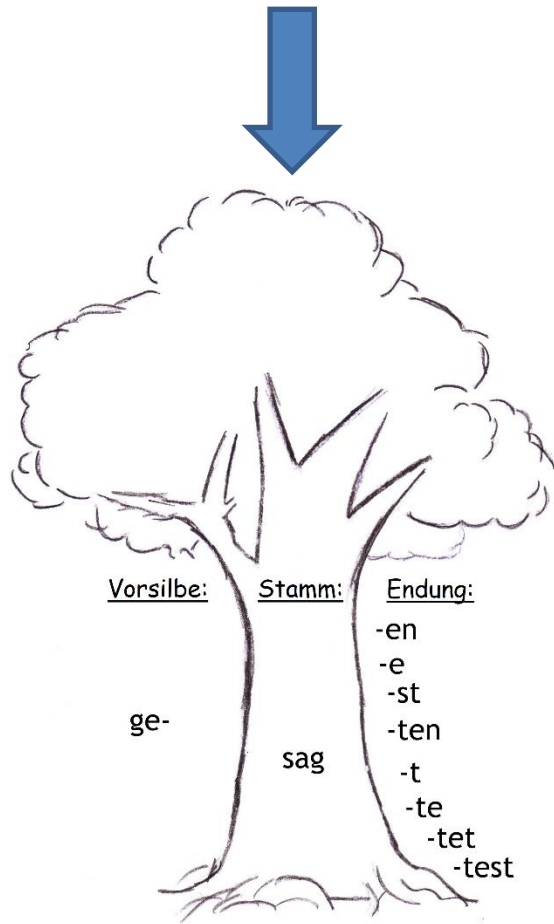 Vorsilbe: Stamm: Endung:
-en
-e
-st
ge- -ten
sag
-t
-te
-tet
-test